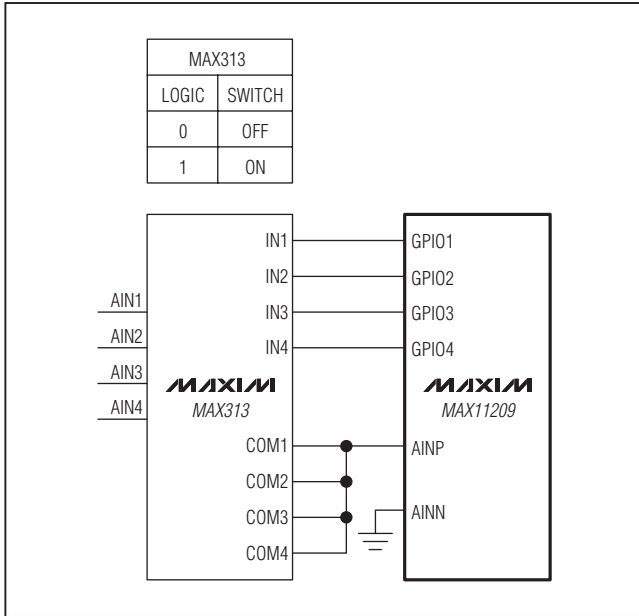 MAX313
LOGIC SWITCH
0 OFF
1 ON
IN1 GPIO1
IN2 GPIO2
AIN1 IN3 GPIO3
AIN2 IN4 GPIO4
AIN3
AIN4
MAXIM MAXIM
MAX313 MAX11209
COM1 AINP
COM2
COM3 AINN
COM4